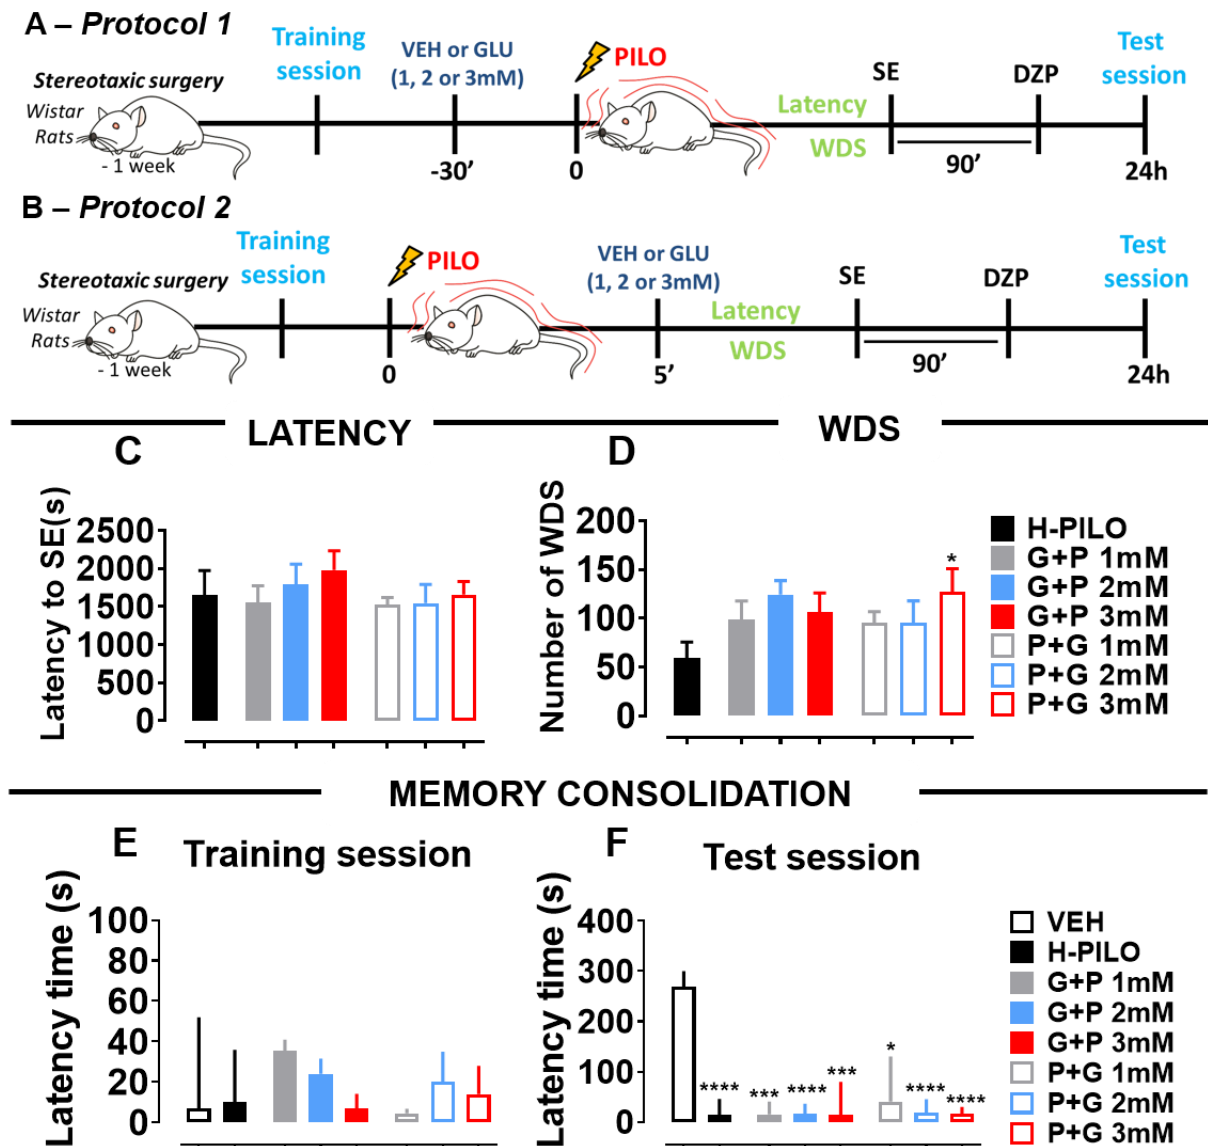 A – Protocol 1
Training
session
VEH or GLU
(1, 2 or 3mM)
PILO
Test
session
Stereotaxic surgery
Wistar
Rats
- 1 week
-30’
0
Latency
WDS
SE
DZP
90’
24h
B – Protocol 2
Training
session
PILO
VEH or GLU
(1, 2 or 3mM)
Test
session
Stereotaxic surgery
Wistar
Rats
- 1 week
0
5’
Latency
WDS
SE
DZP
90’
24h
LATENCY
WDS
C
Latency to SE(s)
2500
2000
1500
1000
500
0
D
Number of WDS
200
150
100
50
0
*
H-PILO
G+P 1mM
G+P 2mM
G+P 3mM
P+G 1mM
P+G 2mM
P+G 3mM
MEMORY CONSOLIDATION
E
Training session
Latency time (s)
100
80
60
40
20
0
F
Test session
Latency time (s)
400
300
200
100
0
****
***
****
***
*
****
****
VEH
H-PILO
G+P 1mM
G+P 2mM
G+P 3mM
P+G 1mM
P+G 2mM
P+G 3mM